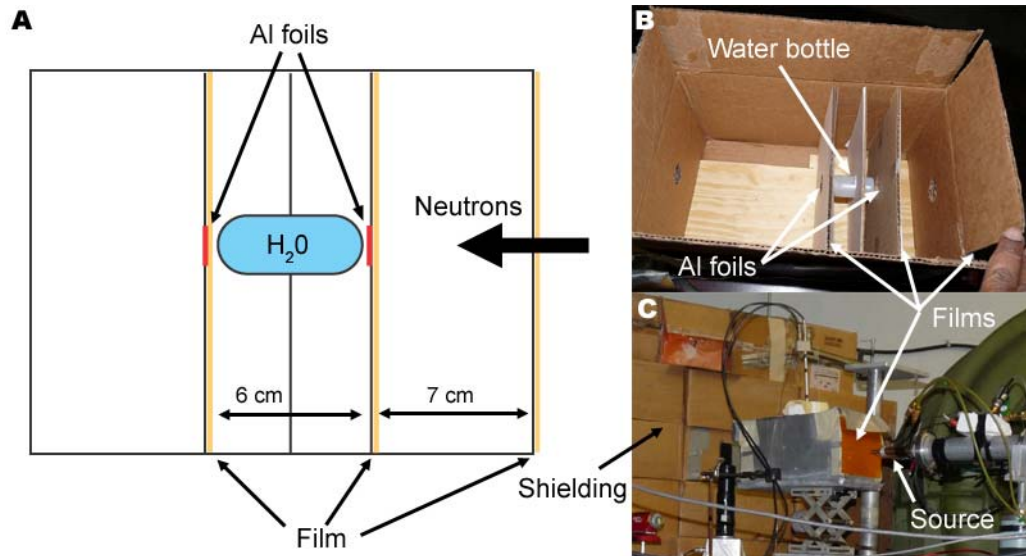 A
Al foils
Neutrons
H20
6 cm
7 cm
Film
Shielding
B
Water bottle
Al foils
Films
C
Source